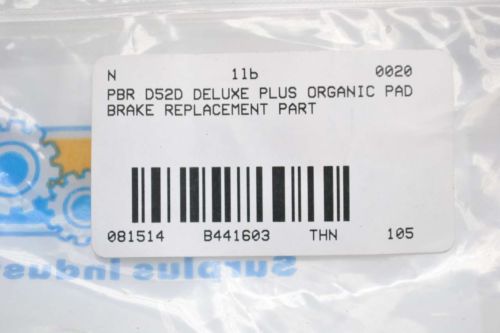 N 1lb 0020
PBR D52D DELUXE PLUS ORGANIC PAD
BRAKE REPLACEMENT PART
081514 B441603 THN 105
Surplus Indus